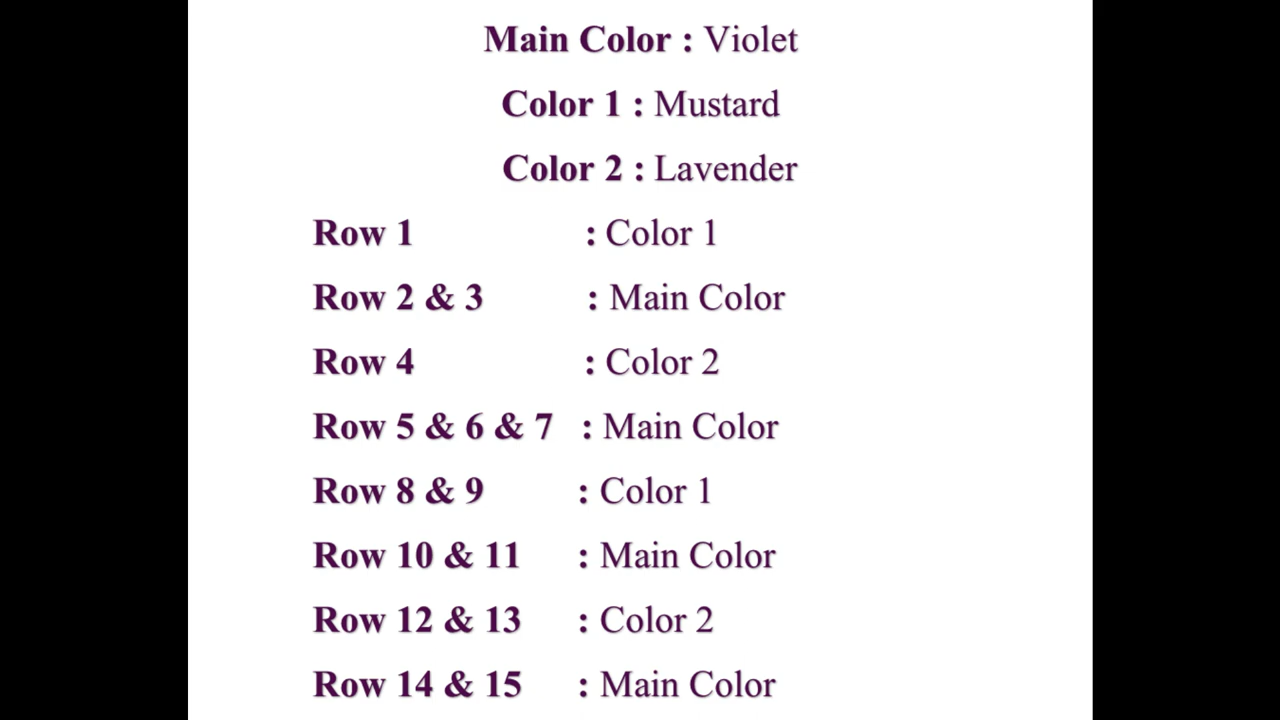 Main Color : Violet
Color 1 : Mustard
Color 2 : Lavender
Row 1 : Color 1
Row 2 & 3 : Main Color
Row 4 : Color 2
Row 5 & 6 & 7 : Main Color
Row 8 & 9 : Color 1
Row 10 & 11 : Main Color
Row 12 & 13 : Color 2
Row 14 & 15 : Main Color